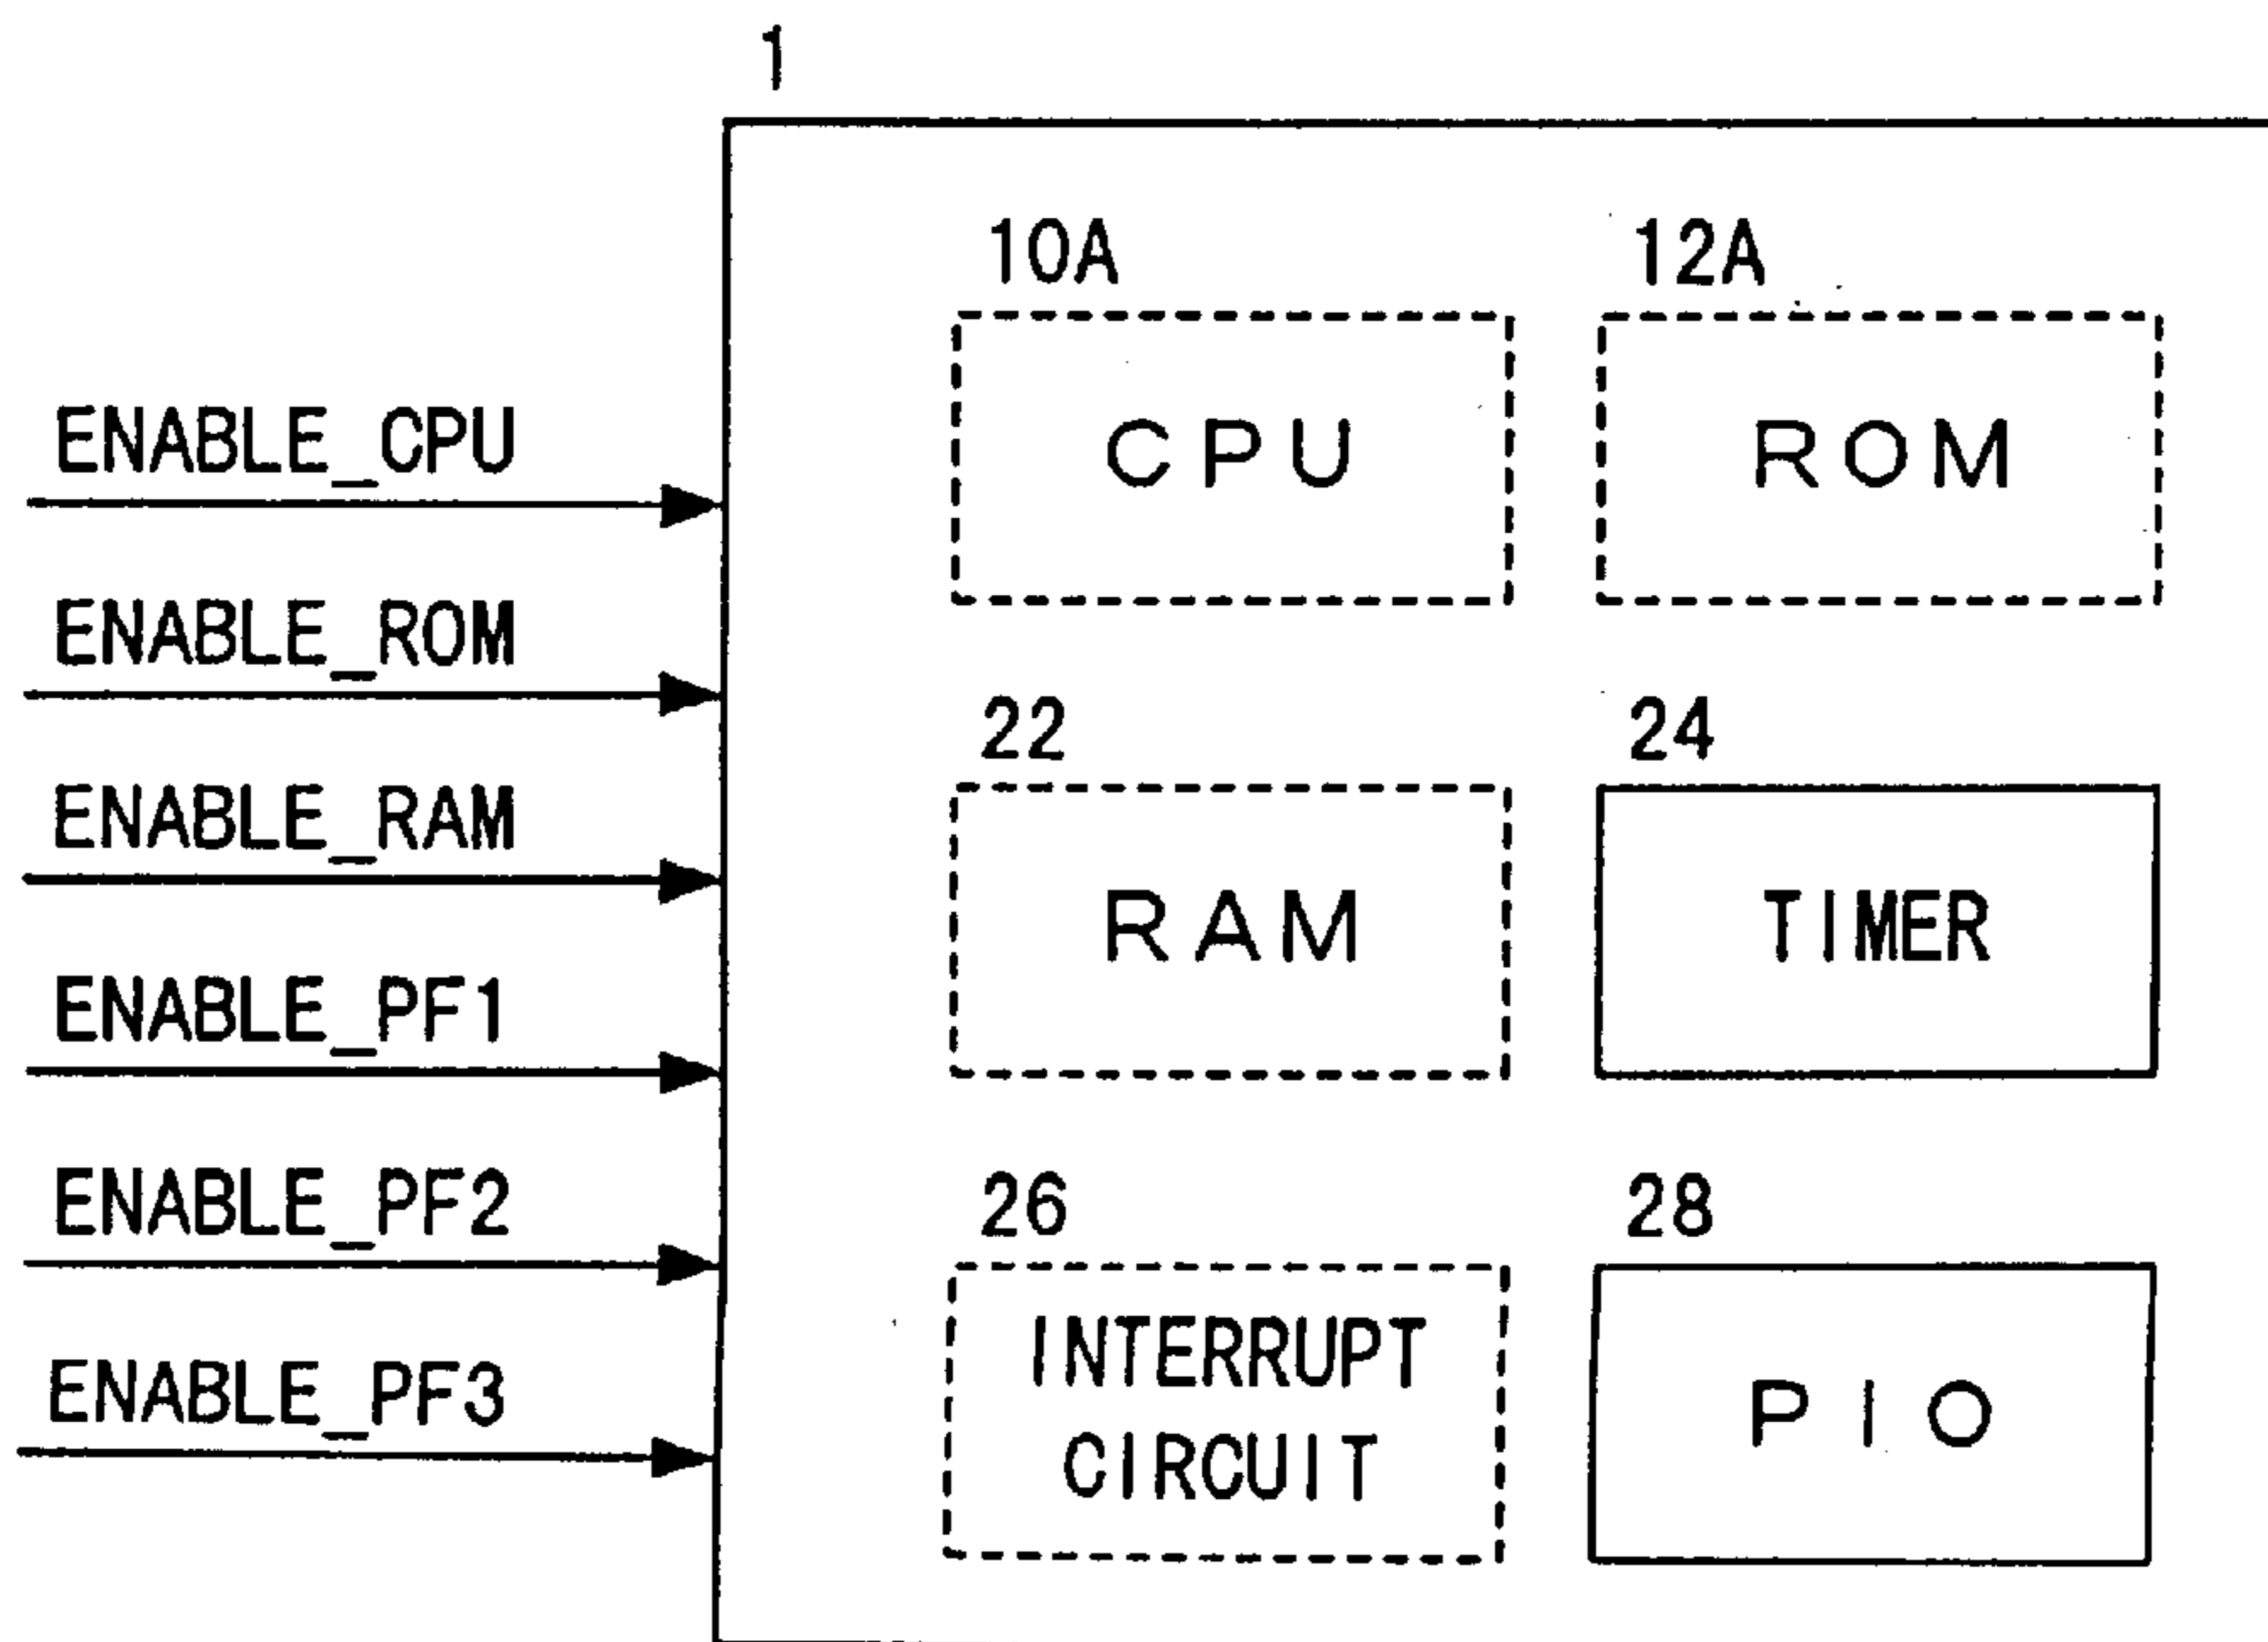 1
10A
12A
ENABLE_CPU
CPU
ROM
ENABLE_ROM
22
24
ENABLE_RAM
RAM
TIMER
ENABLE_PF1
ENABLE_PF2
26
28
INTERRUPT
CIRCUIT
PIO
ENABLE_PF3